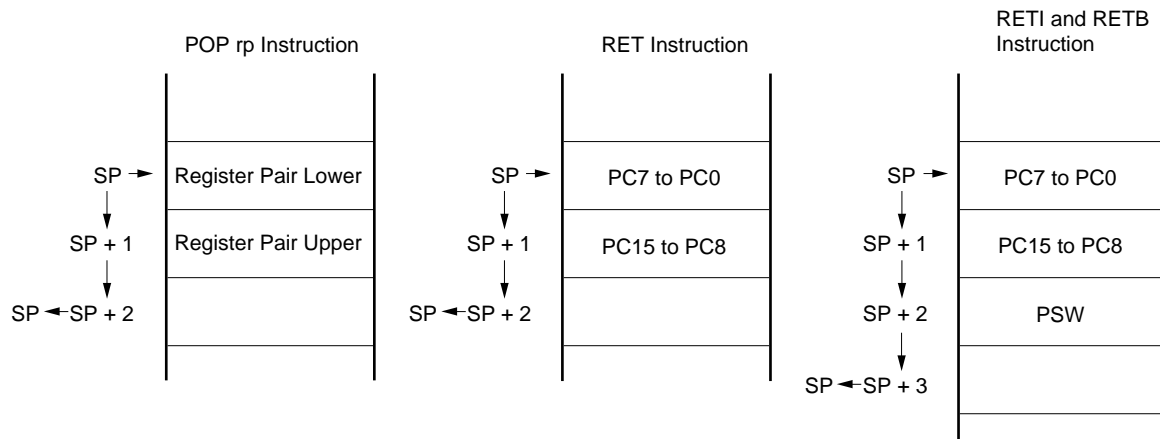 POP rp Instruction
SP
Register Pair Lower
SP + 1
Register Pair Upper
SP
SP + 2
RET Instruction
SP
PC7 to PC0
SP + 1
PC15 to PC8
SP
SP + 2
RETI and RETB
Instruction
SP
PC7 to PC0
SP + 1
PC15 to PC8
SP + 2
PSW
SP
SP + 3